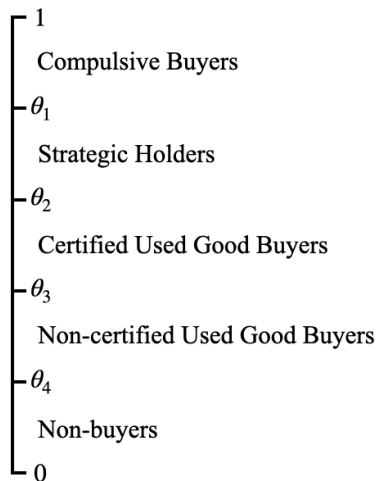 1
Compulsive Buyers
θ₁
Strategic Holders
θ₂
Certified Used Good Buyers
θ₃
Non-certified Used Good Buyers
θ₄
Non-buyers
0